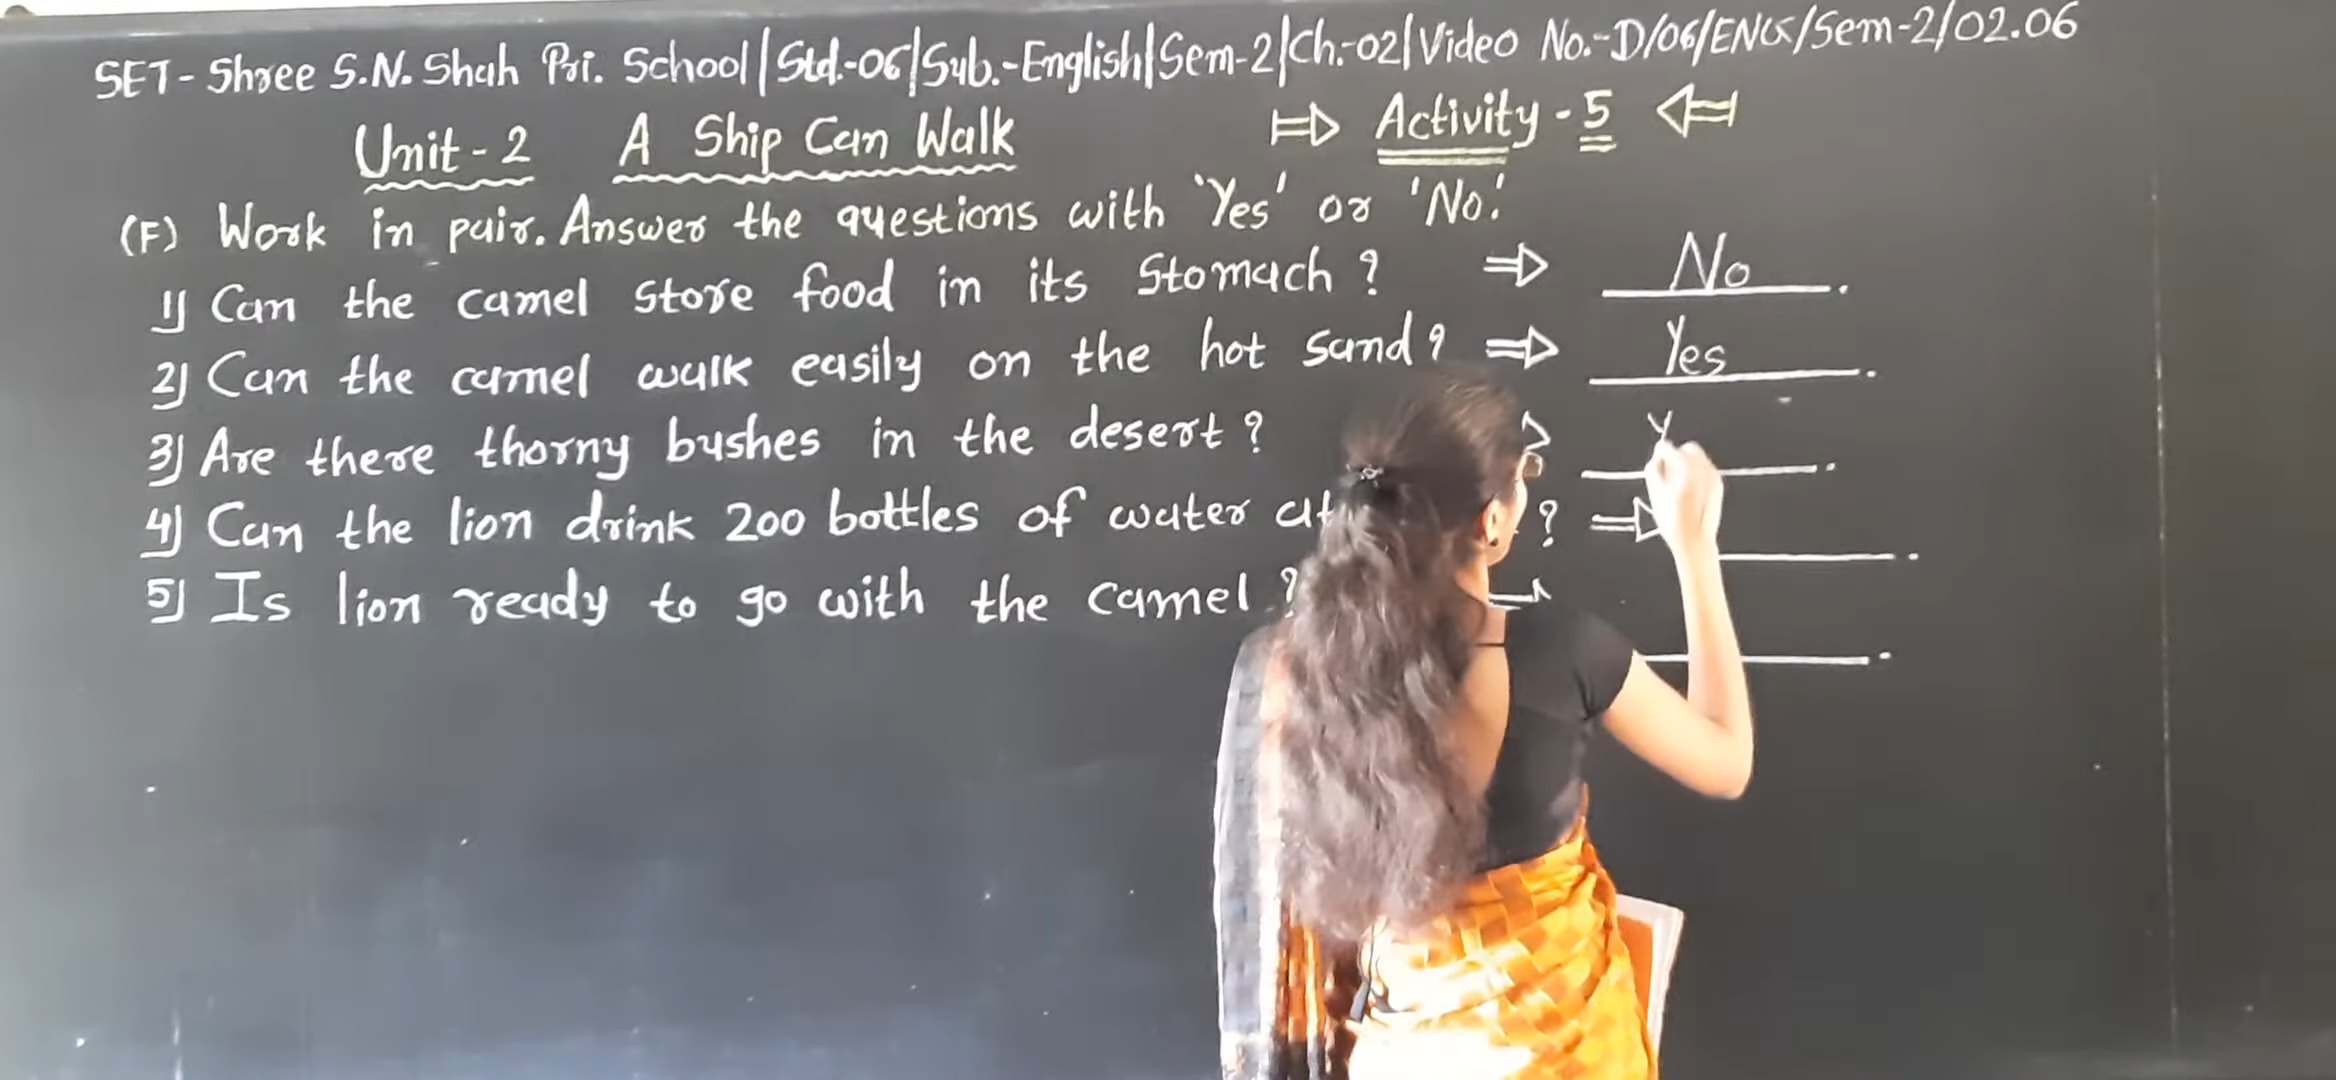 SET - Shree S.N. Shah Pri. School | Std.-06 | Sub.-English | Sem-2 | Ch.-02 | Video No.-D/06/ENG/Sem-2/02.06
Unit - 2 A Ship Can Walk ⇒ Activity - 5 ⇐
(F) Work in pair. Answer the questions with 'Yes' or 'No.'
1) Can the camel store food in its Stomach ? ⇒ No.
2) Can the camel walk easily on the hot sand ? ⇒ Yes.
3) Are there thorny bushes in the desert ? Y
4) Can the lion drink 200 bottles of water at ? ⇒
5) Is lion ready to go with the camel ?